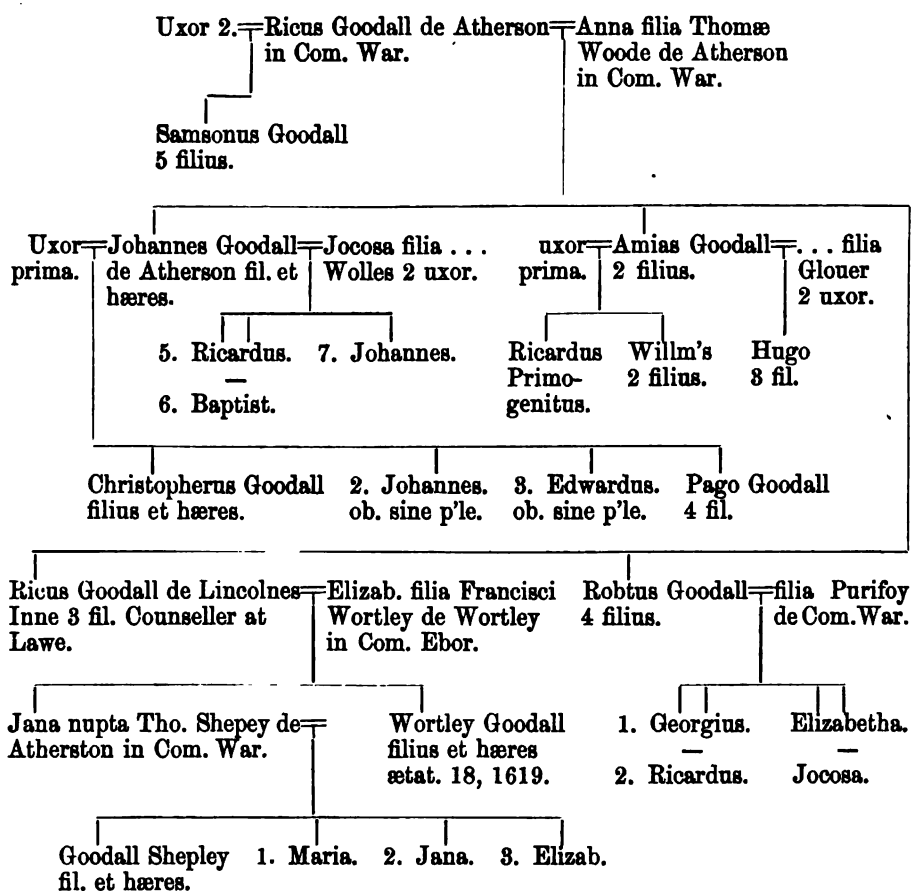 Uxor 2. Ricus Goodall de Atherson Anna filia Thomæ
in Com. War. Woode de Atherson
in Com. War.
Samsonus Goodall
5 filius.
Uxor Johannes Goodall Jocosa filia . . . uxor Amias Goodall . . . filia
prima. de Atherson fil. et Wolles 2 uxor. prima. 2 filius. Glouer
hæres. 2 uxor.
5. Ricardus. 7. Johannes. Ricardus Willm's Hugo
Primo- 2 filius. 3 fil.
6. Baptist. genitus.
Christopherus Goodall 2. Johannes. 3. Edwardus. Pago Goodall
filius et hæres. ob. sine p'le. ob. sine p'le. 4 fil.
Ricus Goodall de Lincolnes Elizab. filia Francisci Robtus Goodall filia Purifoy
Inne 3 fil. Counseller at Wortley de Wortley 4 filius. de Com. War.
Lawe. in Com. Ebor.
Jana nupta Tho. Shepey de Wortley Goodall 1. Georgius. Elizabetha.
Atherston in Com. War. filius et hæres
ætat. 18, 1619. 2. Ricardus. Jocosa.
Goodall Shepley 1. Maria. 2. Jana. 3. Elizab.
fil. et hæres.